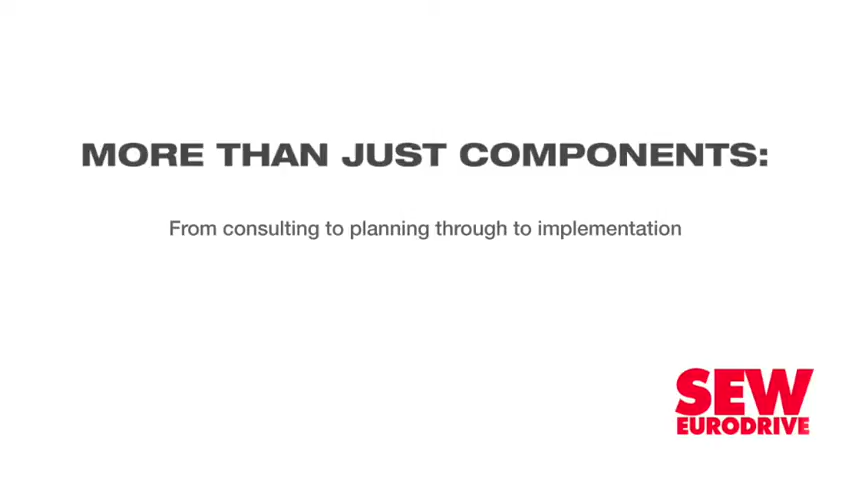 MORE THAN JUST COMPONENTS:
From consulting to planning through to implementation
SEW
EURODRIVE